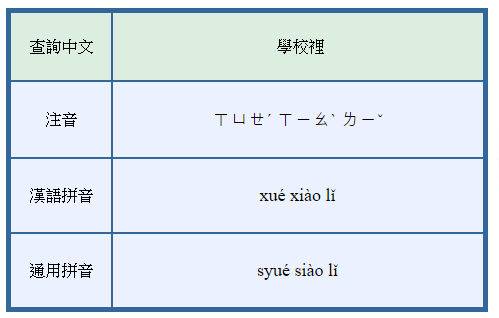 查詢中文 學校裡
注音 ㄒㄩㄝˊ ㄒㄧㄠˋ ㄌㄧˇ
漢語拼音 xué xiào lǐ
通用拼音 syué siào lǐ